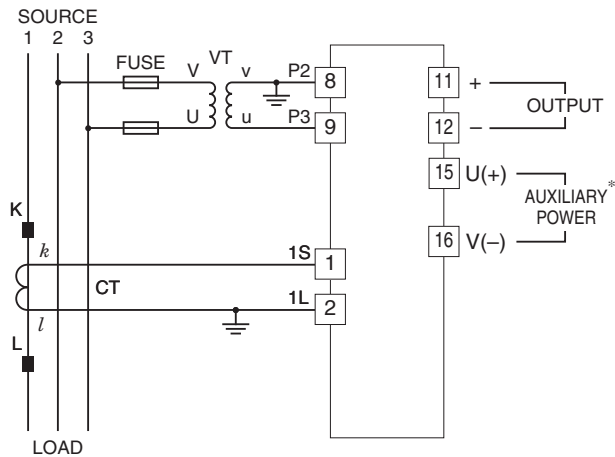 SOURCE
1 2 3
FUSE VT
V v P2 8 11 +
OUTPUT
U u P3 9 12 –
15 U(+)
AUXILIARY*
POWER
16 V(–)
K
k 1S 1
CT
l 1L 2
L
LOAD